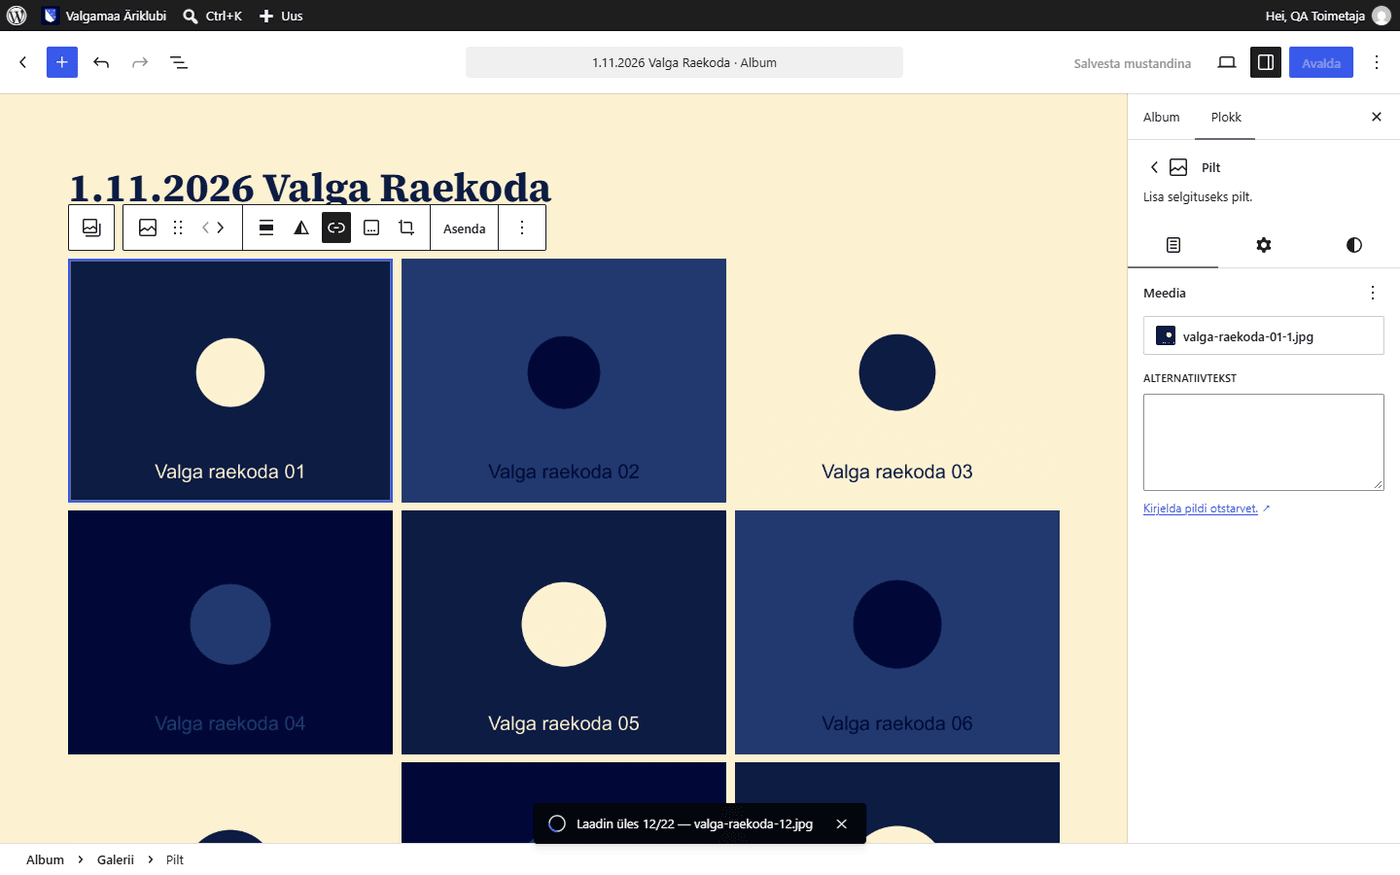 Valgamaa Äriklubi
Ctrl+K
Uus
Hei, QA Toimetaja
1.11.2026 Valga Raekoda · Album
Salvesta mustandina
Avalda
Album
Plokk
Pilt
Lisa selgituseks pilt.
1.11.2026 Valga Raekoda
Asenda
Meedia
valga-raekoda-01-1.jpg
ALTERNATIIVTEKST
Kirjelda pildi otstarvet. ↗
Valga raekoda 01
Valga raekoda 02
Valga raekoda 03
Valga raekoda 04
Valga raekoda 05
Valga raekoda 06
Laadin üles 12/22 — valga-raekoda-12.jpg
Album
Galerii
Pilt